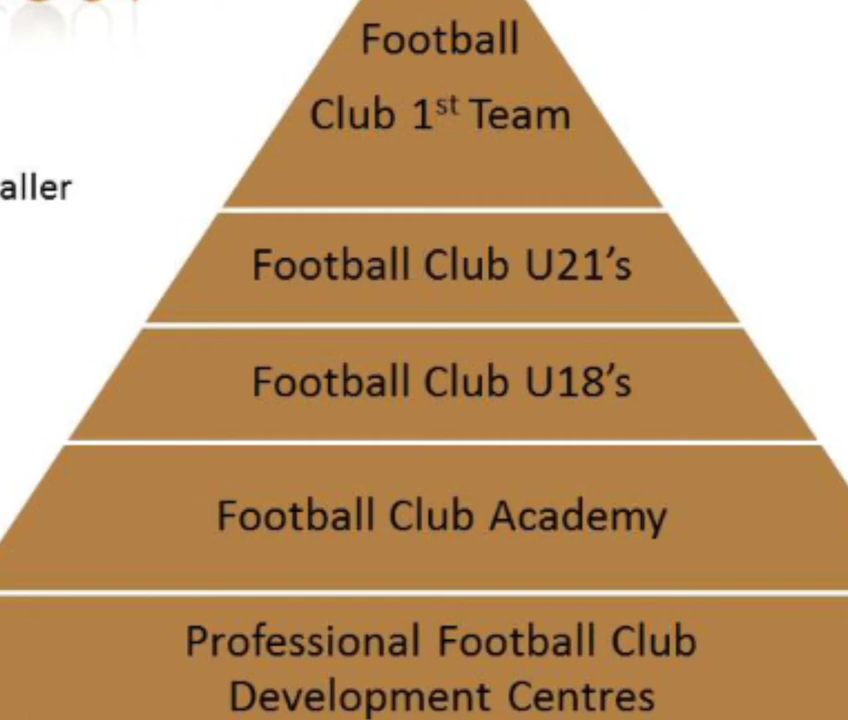 Football
Club 1st Team
aller
Football Club U21’s
Football Club U18’s
Football Club Academy
Professional Football Club
Development Centres